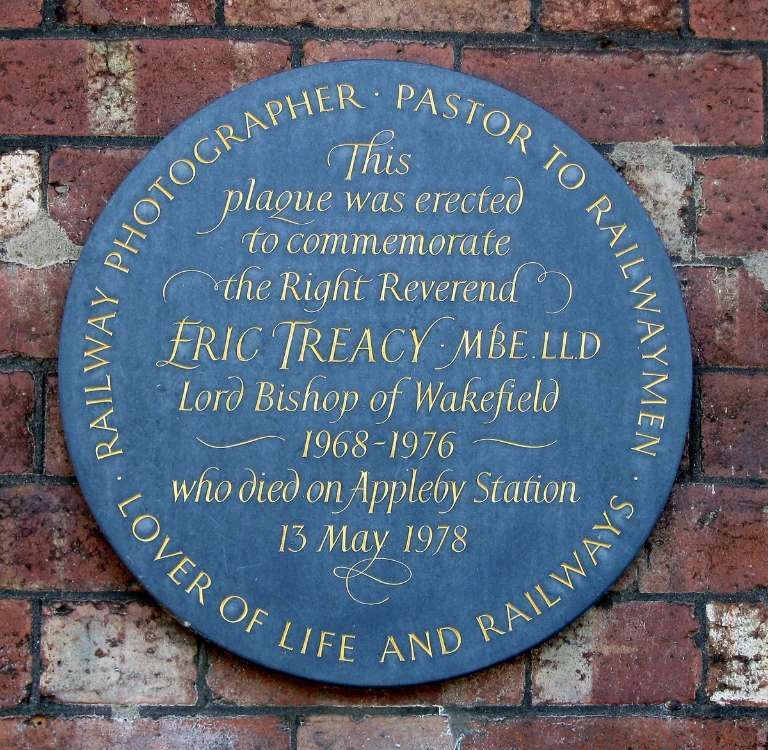 RAILWAY PHOTOGRAPHER · PASTOR TO RAILWAYMEN ·
LOVER OF LIFE AND RAILWAYS ·
This
plaque was erected
to commemorate
the Right Reverend
ERIC TREACY · MBE. LL.D
Lord Bishop of Wakefield
1968-1976
who died on Appleby Station
13 May 1978